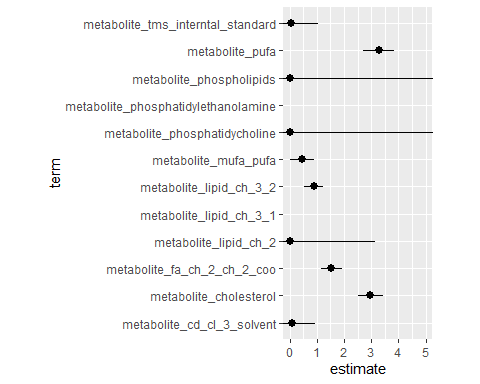 metabolite_tms_interntal_standard
metabolite_pufa
metabolite_phospholipids
metabolite_phosphatidylethanolamine
metabolite_phosphatidycholine
metabolite_mufa_pufa
metabolite_lipid_ch_3_2
metabolite_lipid_ch_3_1
metabolite_lipid_ch_2
metabolite_fa_ch_2_ch_2_coo
metabolite_cholesterol
metabolite_cd_cl_3_solvent
term
0 1 2 3 4 5
estimate